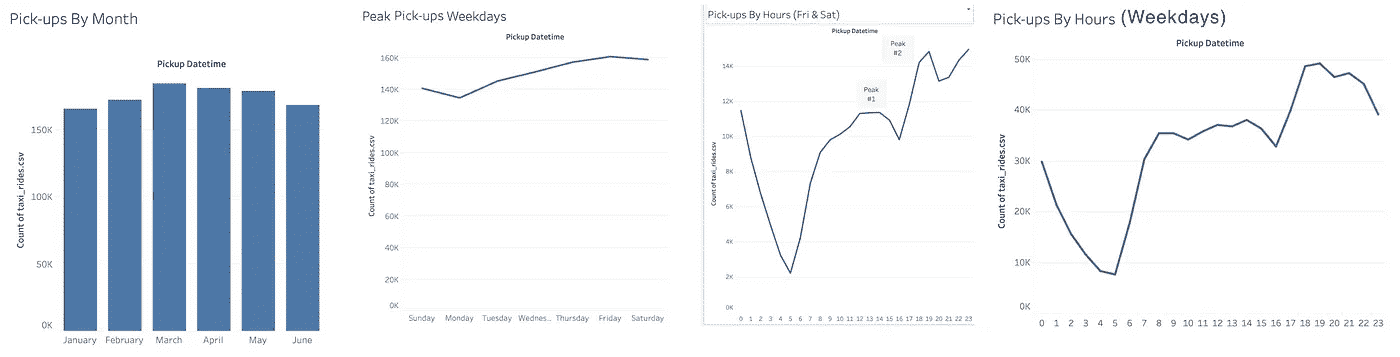 Pick-ups By Month
Pickup Datetime
Count of taxi_rides.csv
150K
100K
50K
0K
January February March April May June
Peak Pick-ups Weekdays
Pickup Datetime
Count of taxi_rides.csv
160K
140K
120K
100K
80K
60K
40K
20K
0K
Sunday Monday Tuesday Wednes.. Thursday Friday Saturday
Pick-ups By Hours (Fri & Sat)
Pickup Datetime
Peak
#2
Peak
#1
Count of taxi_rides.csv
14K
12K
10K
8K
6K
4K
2K
0K
0 1 2 3 4 5 6 7 8 9 10 11 12 13 14 15 16 17 18 19 20 21 22 23
Pick-ups By Hours (Weekdays)
Pickup Datetime
Count of taxi_rides.csv
50K
40K
30K
20K
10K
0K
0 1 2 3 4 5 6 7 8 9 10 11 12 13 14 15 16 17 18 19 20 21 22 23